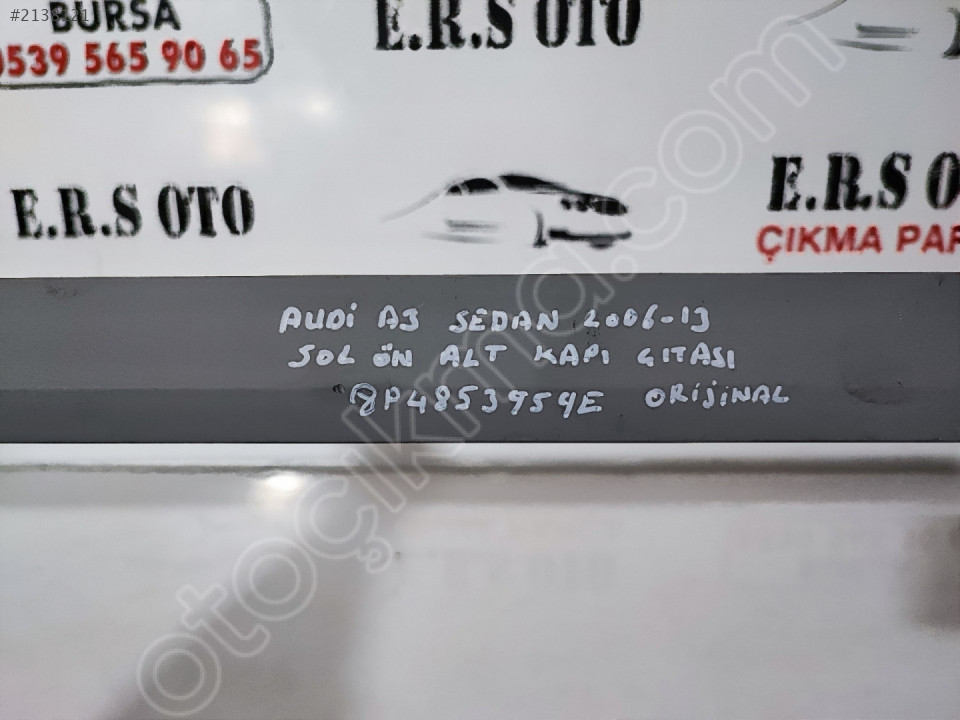 BURSA
0539 565 90 65
E.R.S OTO
E.R.S OTO
E.R.S O
ÇIKMA PAR
AUDİ A3 SEDAN 2006-13
SOL ÖN ALT KAPI ÇITASI
8P4853959E ORİJİNAL
otoçıkma.com